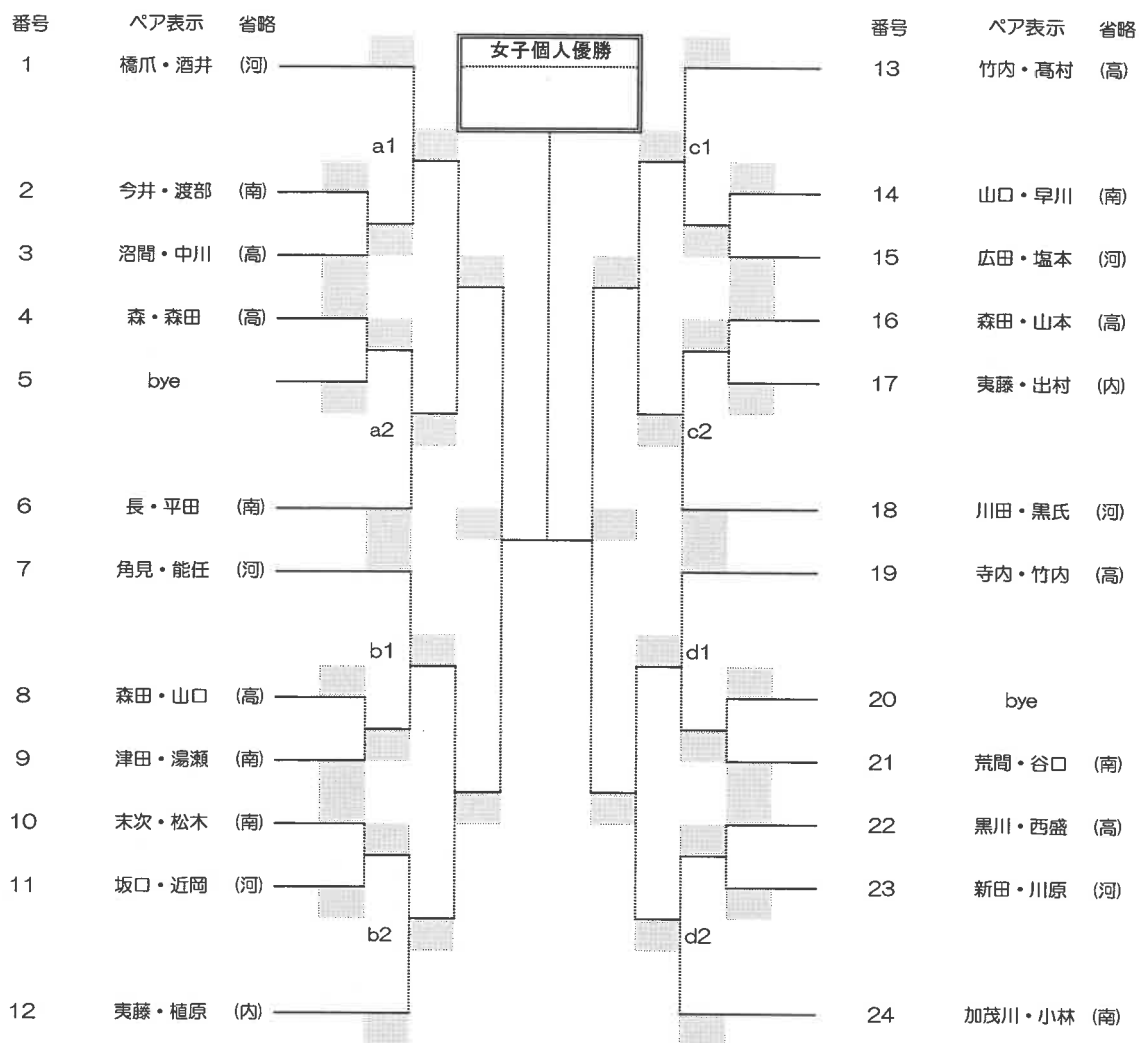 番号 ペア表示 省略
1 橋爪・酒井 (河)
2 今井・渡部 (南)
3 沼間・中川 (高)
4 森・森田 (高)
5 bye
6 長・平田 (南)
7 角見・能任 (河)
8 森田・山口 (高)
9 津田・湯瀬 (南)
10 末次・松木 (南)
11 坂口・近岡 (河)
12 夷藤・植原 (内)
a1
a2
b1
b2
女子個人優勝
c1
c2
d1
d2
番号 ペア表示 省略
13 竹内・髙村 (高)
14 山口・早川 (南)
15 広田・塩本 (河)
16 森田・山本 (高)
17 夷藤・出村 (内)
18 川田・黒氏 (河)
19 寺内・竹内 (高)
20 bye
21 荒間・谷口 (南)
22 黒川・西盛 (高)
23 新田・川原 (河)
24 加茂川・小林 (南)